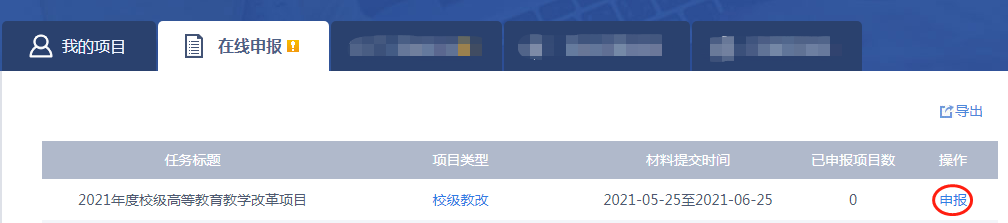 我的项目 在线申报
导出
任务标题 项目类型 材料提交时间 已申报项目数 操作
2021年度校级高等教育教学改革项目 校级教改 2021-05-25至2021-06-25 0 申报